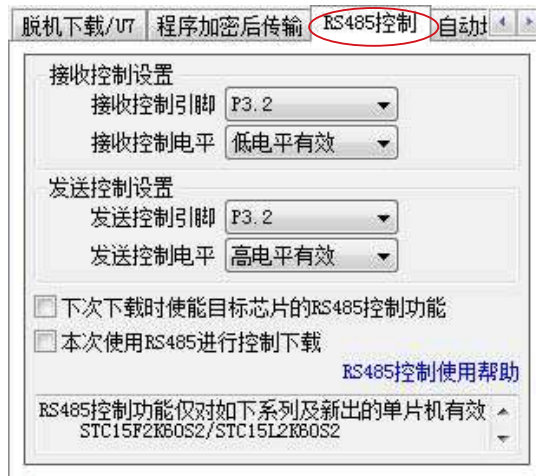 脱机下载/U7 程序加密后传输 RS485控制 自动
接收控制设置
接收控制引脚 P3.2
接收控制电平 低电平有效
发送控制设置
发送控制引脚 P3.2
发送控制电平 高电平有效
下次下载时使能目标芯片的RS485控制功能
本次使用RS485进行控制下载
RS485控制使用帮助
RS485控制功能仅对如下系列及新出的单片机有效
STC15F2K60S2/STC15L2K60S2